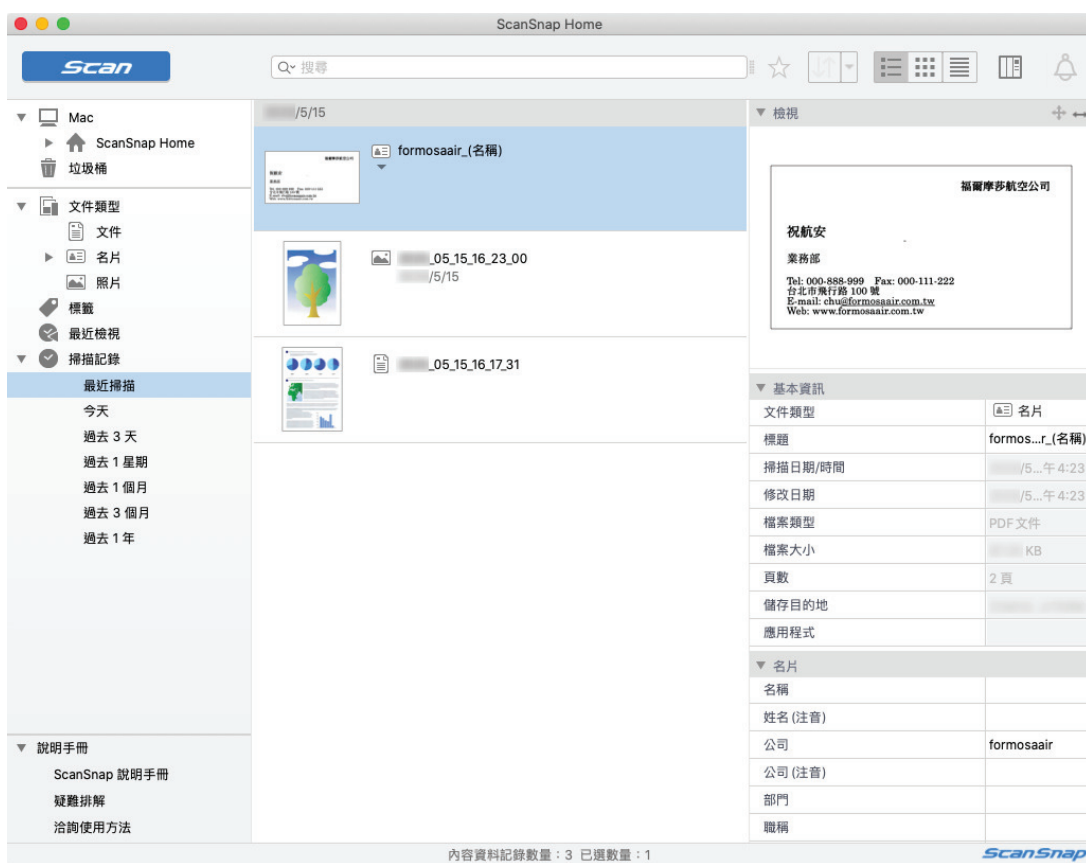 ScanSnap Home
Scan
搜尋
Mac
ScanSnap Home
垃圾桶
文件類型
文件
名片
照片
標籤
最近檢視
掃描記錄
最近掃描
今天
過去 3 天
過去 1 星期
過去 1 個月
過去 3 個月
過去 1 年
說明手冊
ScanSnap 說明手冊
疑難排解
洽詢使用方法
/5/15
formosaair_(名稱)
_05_15_16_23_00
/5/15
_05_15_16_17_31
檢視
福爾摩莎航空公司
祝航安
業務部
Tel: 000-888-999 Fax: 000-111-222
台北市飛行路 100 號
E-mail: chu@formosaair.com.tw
Web: www.formosaair.com.tw
基本資訊
文件類型 名片
標題 formos...r_(名稱)
掃描日期/時間 /5...午 4:23
修改日期 /5...午 4:23
檔案類型 PDF 文件
檔案大小 KB
頁數 2 頁
儲存目的地
應用程式
名片
名稱
姓名 (注音)
公司 formosaair
公司 (注音)
部門
職稱
內容資料記錄數量：3 已選數量：1
ScanSnap